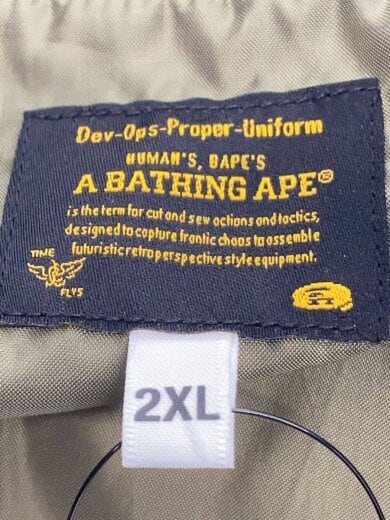 Dev-Ops-Proper-Uniform
HUMAN'S, BAPE'S
A BATHING APE®
is the term for cut and sew actions and tactics,
designed to capture frontic chaos to assemble
futuristic retro perspective style equipment.
TIME
FLYS
2XL